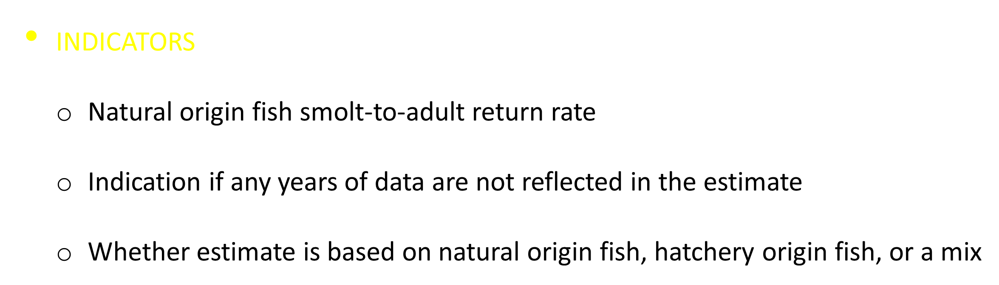 • INDICATORS
o Natural origin fish smolt-to-adult return rate
o Indication if any years of data are not reflected in the estimate
o Whether estimate is based on natural origin fish, hatchery origin fish, or a mix